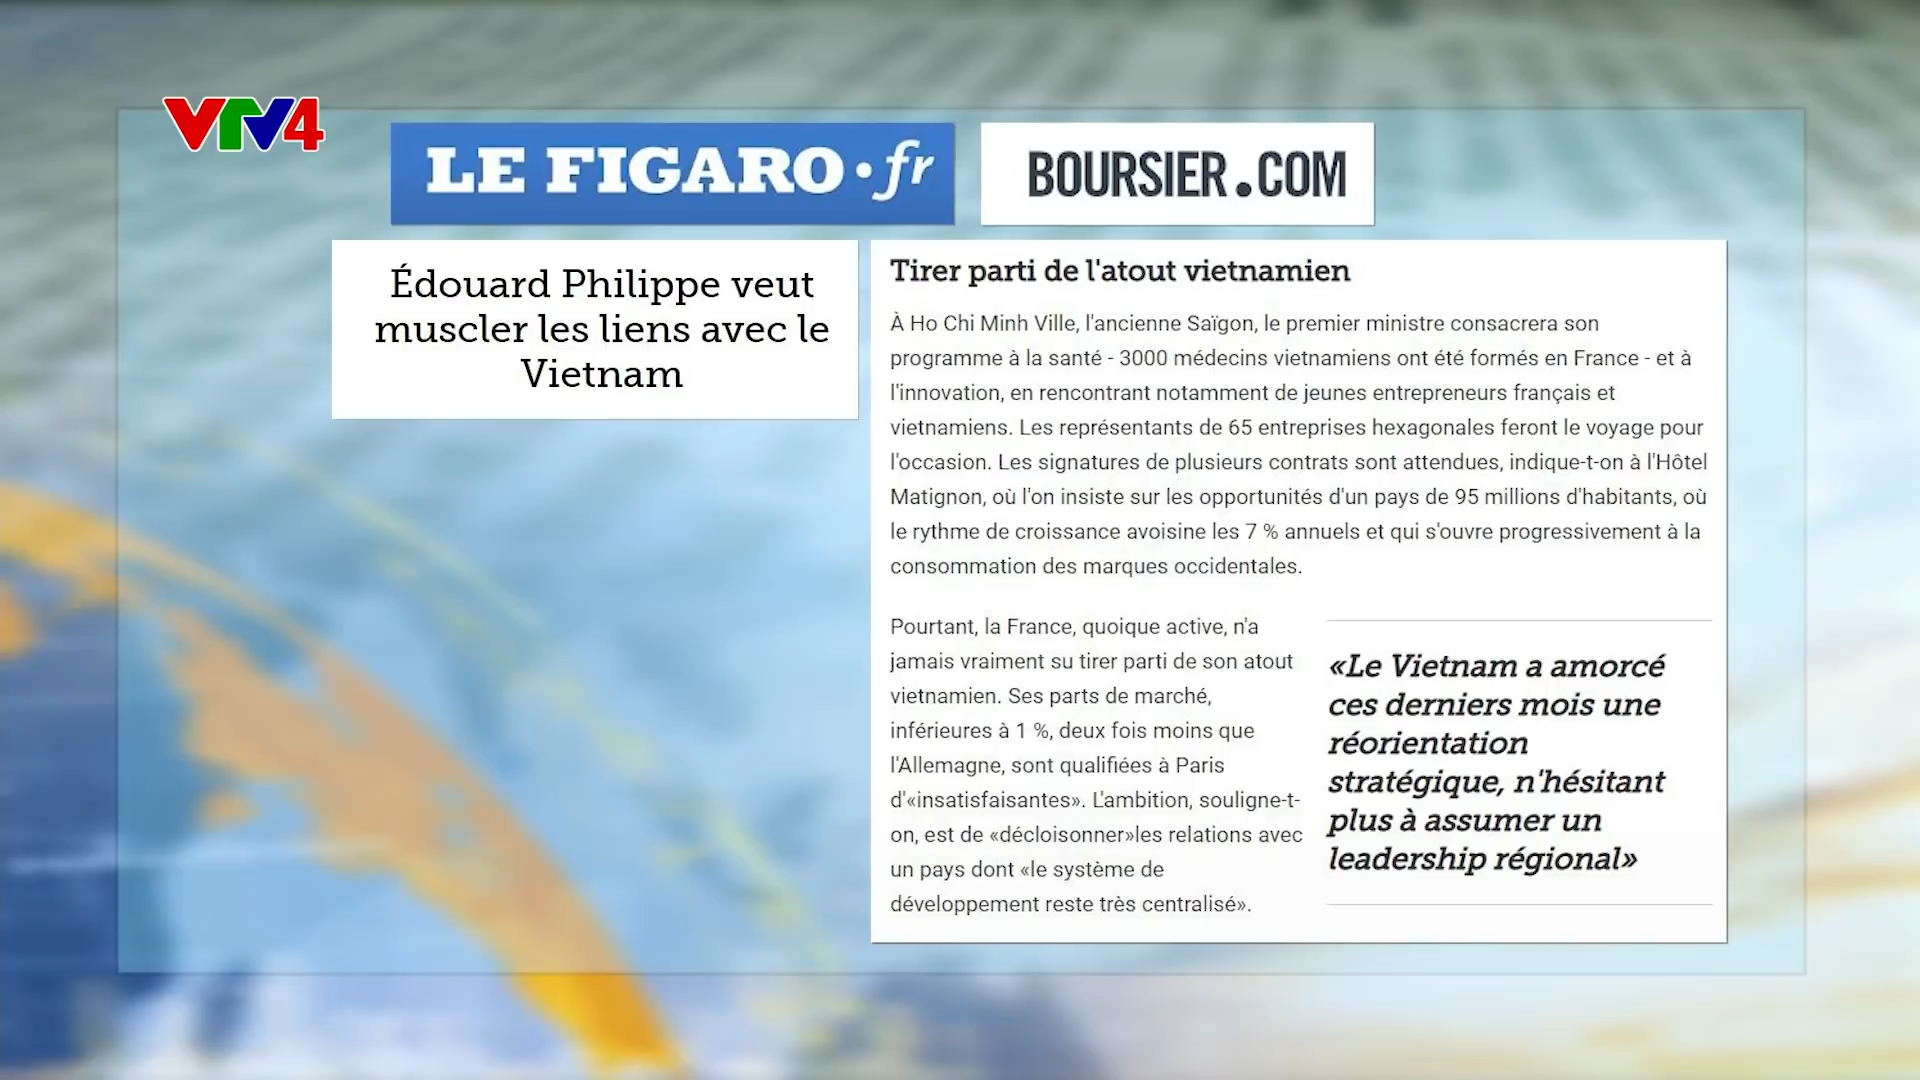 VTV4
LE FIGARO·fr
BOURSIER.COM
Édouard Philippe veut
muscler les liens avec le
Vietnam
Tirer parti de l'atout vietnamien
À Ho Chi Minh Ville, l'ancienne Saïgon, le premier ministre consacrera son
programme à la santé - 3000 médecins vietnamiens ont été formés en France - et à
l'innovation, en rencontrant notamment de jeunes entrepreneurs français et
vietnamiens. Les représentants de 65 entreprises hexagonales feront le voyage pour
l'occasion. Les signatures de plusieurs contrats sont attendues, indique-t-on à l'Hôtel
Matignon, où l'on insiste sur les opportunités d'un pays de 95 millions d'habitants, où
le rythme de croissance avoisine les 7 % annuels et qui s'ouvre progressivement à la
consommation des marques occidentales.
Pourtant, la France, quoique active, n'a
jamais vraiment su tirer parti de son atout
vietnamien. Ses parts de marché,
inférieures à 1 %, deux fois moins que
l'Allemagne, sont qualifiées à Paris
d'«insatisfaisantes». L'ambition, souligne-t-
on, est de «décloisonner»les relations avec
un pays dont «le système de
développement reste très centralisé».
«Le Vietnam a amorcé
ces derniers mois une
réorientation
stratégique, n'hésitant
plus à assumer un
leadership régional»